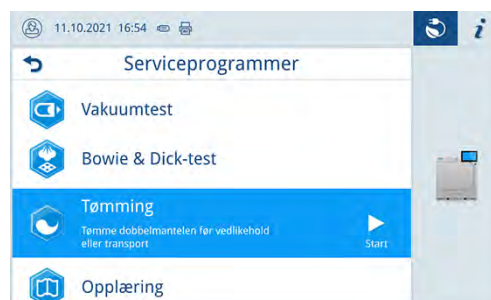 11.10.2021 16:54
Serviceprogrammer
Vakuumtest
Bowie & Dick-test
Tømming
Tømme dobbelmantelen før vedlikehold
eller transport
Start
Opplæring
i